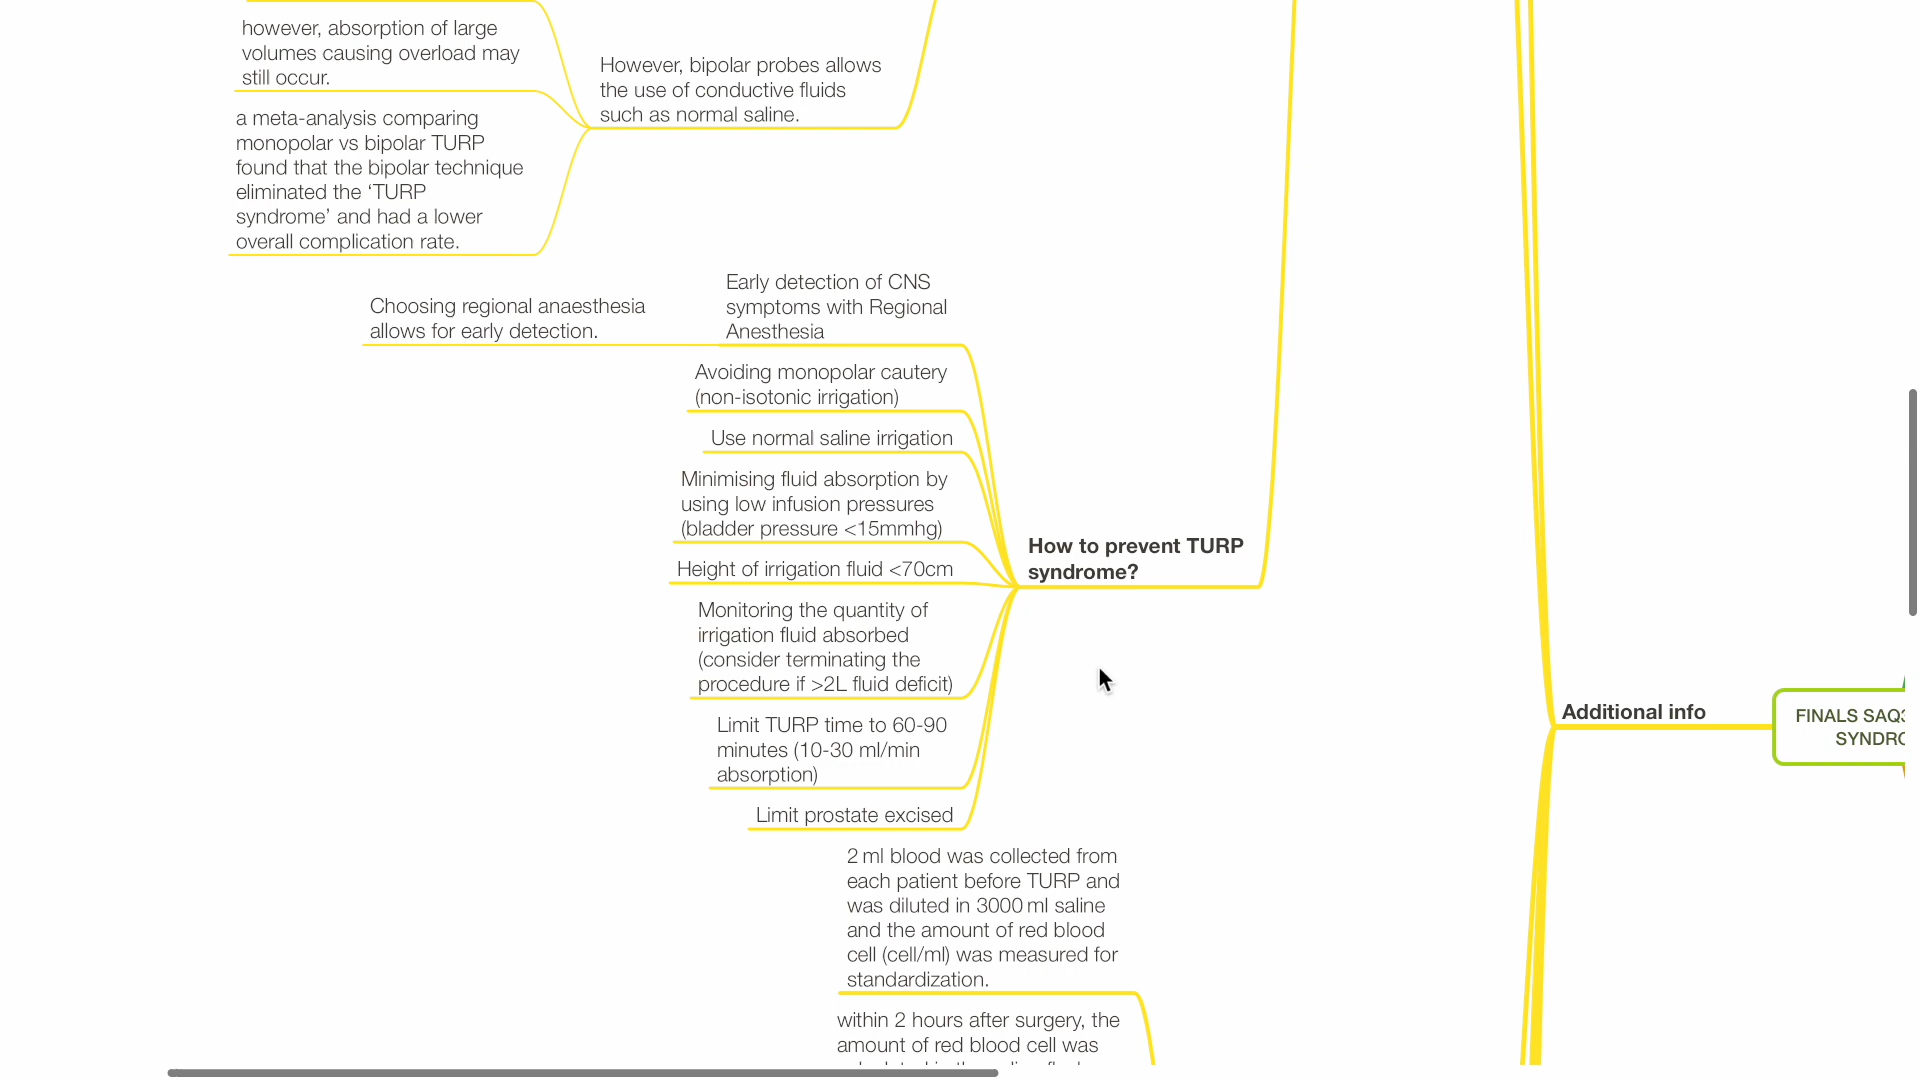 however, absorption of large
volumes causing overload may
still occur.
However, bipolar probes allows
the use of conductive fluids
such as normal saline.
a meta-analysis comparing
monopolar vs bipolar TURP
found that the bipolar technique
eliminated the ‘TURP
syndrome’ and had a lower
overall complication rate.
Choosing regional anaesthesia
allows for early detection.
Early detection of CNS
symptoms with Regional
Anesthesia
Avoiding monopolar cautery
(non-isotonic irrigation)
Use normal saline irrigation
Minimising fluid absorption by
using low infusion pressures
(bladder pressure <15mmhg)
Height of irrigation fluid <70cm
How to prevent TURP
syndrome?
Monitoring the quantity of
irrigation fluid absorbed
(consider terminating the
procedure if >2L fluid deficit)
Limit TURP time to 60-90
minutes (10-30 ml/min
absorption)
Limit prostate excised
Additional info
FINALS
2 ml blood was collected from
each patient before TURP and
was diluted in 3000 ml saline
and the amount of red blood
cell (cell/ml) was measured for
standardization.
within 2 hours after surgery, the
amount of red blood cell was